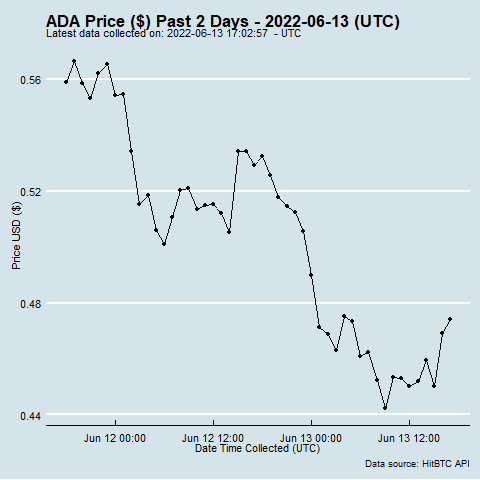 ADA Price ($) Past 2 Days - 2022-06-13 (UTC)
Latest data collected on: 2022-06-13 17:02:57  - UTC
0.56
0.52
0.48
0.44
Price USD ($)
Jun 12 00:00
Jun 12 12:00
Jun 13 00:00
Jun 13 12:00
Date Time Collected (UTC)
Data source: HitBTC API